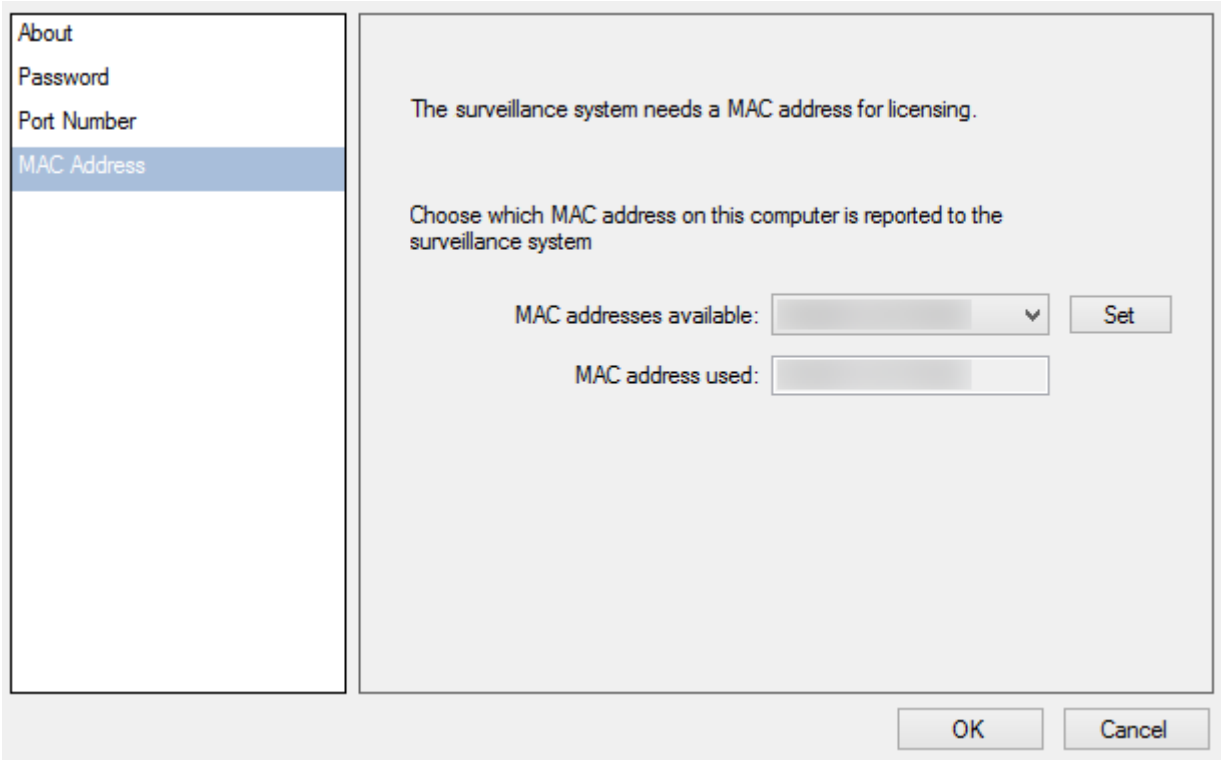 About
Password
Port Number
MAC Address
The surveillance system needs a MAC address for licensing.
Choose which MAC address on this computer is reported to the
surveillance system
MAC addresses available:
Set
MAC address used:
OK
Cancel